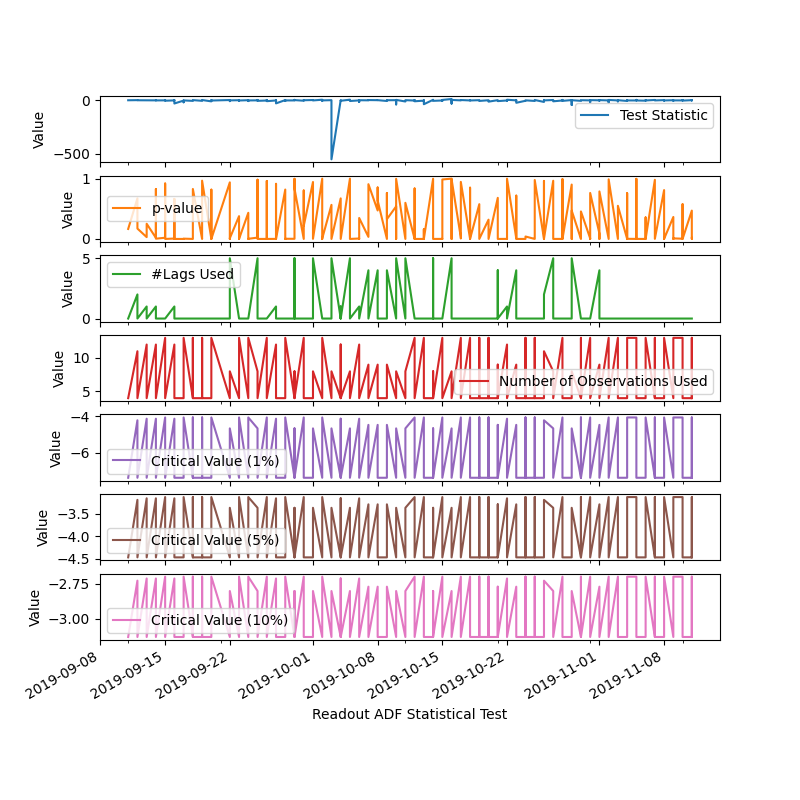 0
−500
Value
Test Statistic
1
0
Value
p-value
5
0
Value
#Lags Used
10
5
Value
Number of Observations Used
−4
−6
Value
Critical Value (1%)
−3.5
−4.0
−4.5
Value
Critical Value (5%)
−2.75
−3.00
Value
Critical Value (10%)
2019-09-08
2019-09-15
2019-09-22
2019-10-01
2019-10-08
2019-10-15
2019-10-22
2019-11-01
2019-11-08
Readout ADF Statistical Test